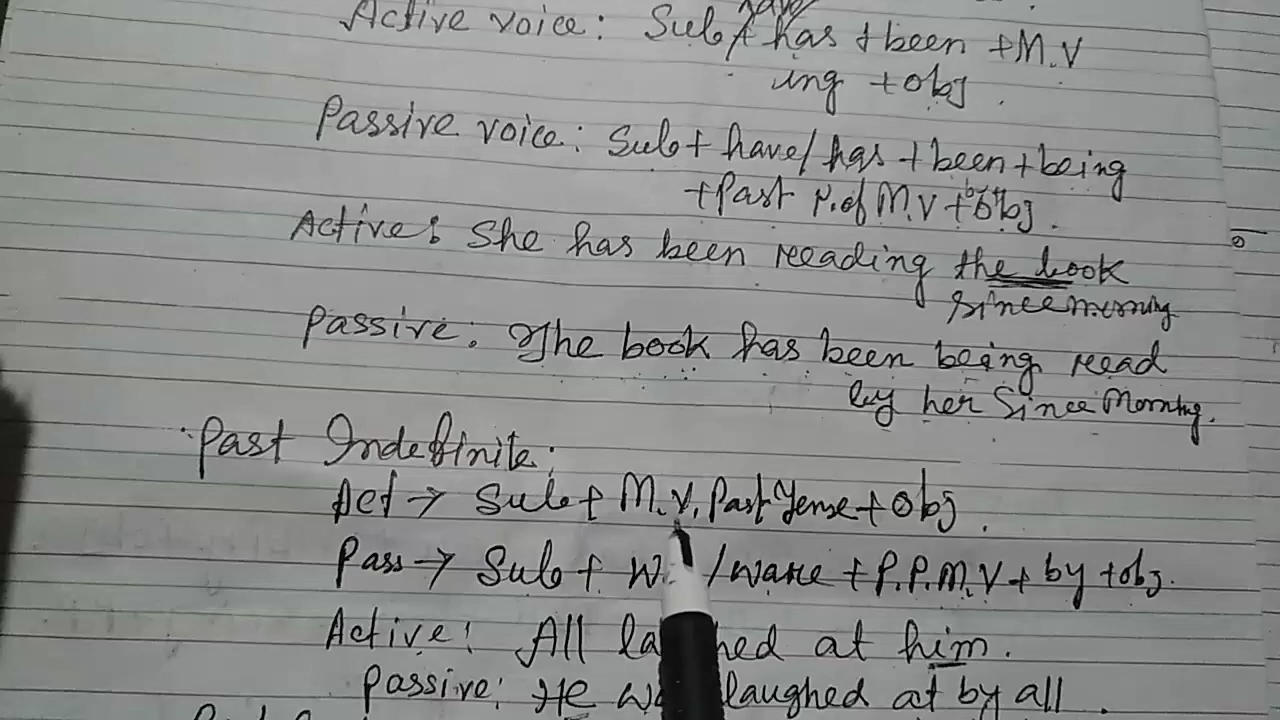 have
Active voice: Sub/has + been + M.V
ing + obj.
Passive voice: Sub + have/has + been + being
+ Past P. of M.V + by + obj.
Active: She has been reading the book
Since morning
Passive: The book has been being read
by her Since Morning.
Past Indefinite:
Act → Sub + M.V. Past Tense + obj.
Pass → Sub + /ware + P.P.M.V + by + obj.
Active: All at him.
Passive: He laughed at by all.